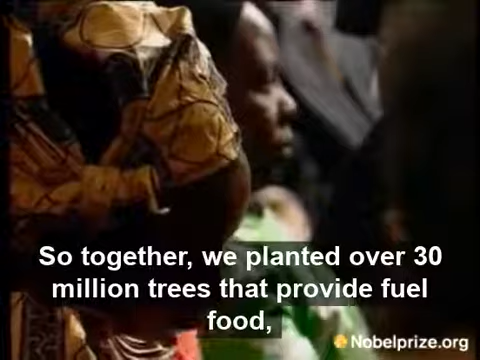 So together, we planted over 30
million trees that provide fuel
food,
Nobelprize.org